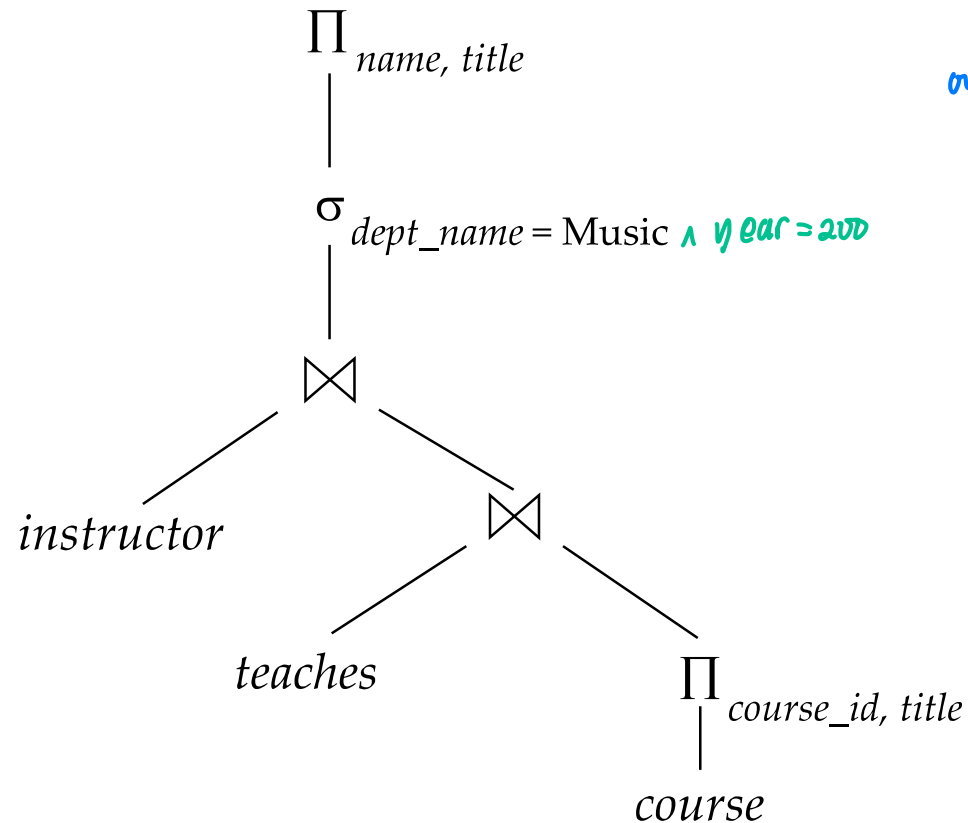 ∏ name, title
σ dept_name = Music ∧ year = 200
⋈
instructor
⋈
teaches
∏ course_id, title
course